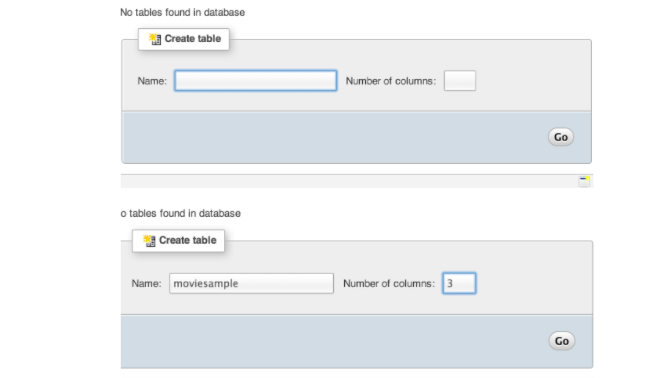 No tables found in database
Create table
Name: Number of columns:
Go
o tables found in database
Create table
Name: moviesample Number of columns: 3
Go